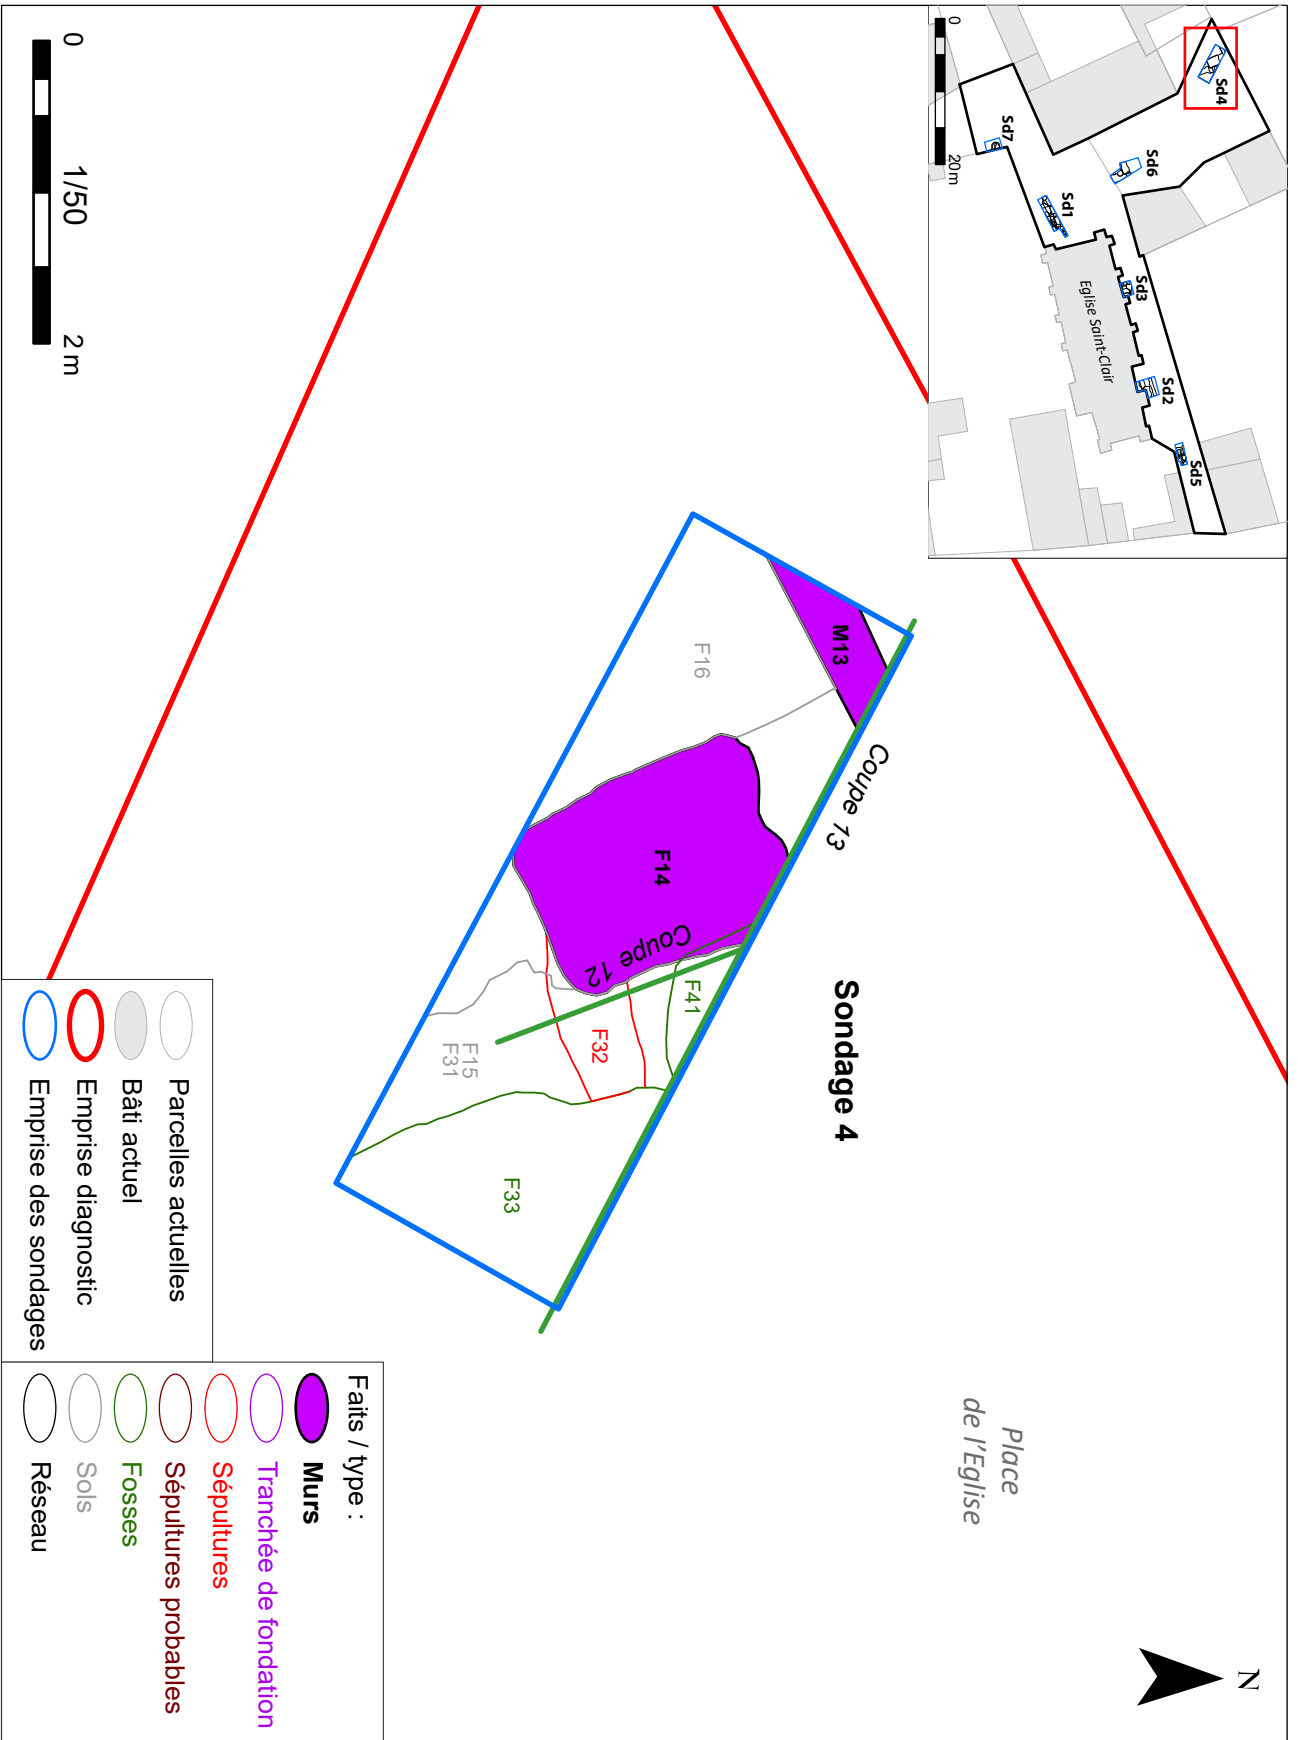 0
20m
Sd4
Sd7
Sd6
Sd1
Sd3
Sd2
Sd5
Eglise Saint-Clair
Sondage 4
Place
de l'Eglise
N
M13
F16
Coupe 13
F14
Coupe 12
F41
F32
F15
F31
F33
0
1/50
2 m
Parcelles actuelles
Bâti actuel
Emprise diagnostic
Emprise des sondages
Faits / type :
Murs
Tranchée de fondation
Sépultures
Sépultures probables
Fosses
Sols
Réseau